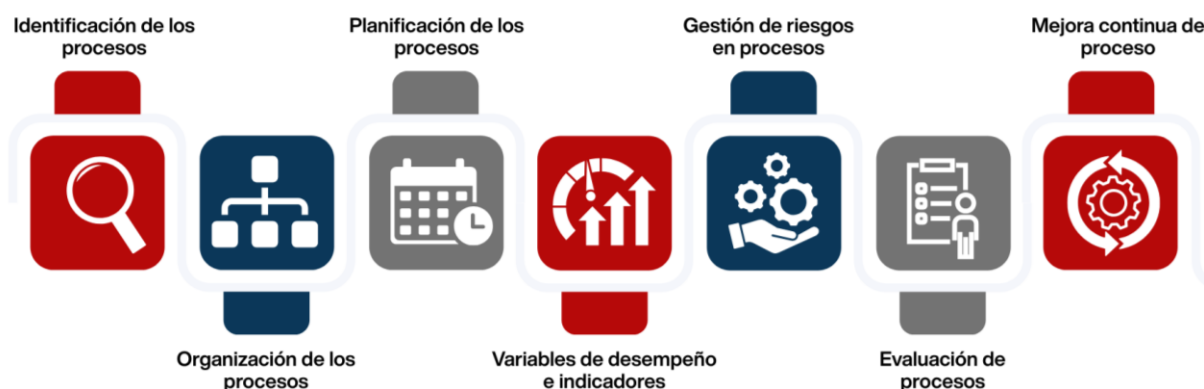 Identificación de los
procesos
Planificación de los
procesos
Gestión de riesgos
en procesos
Mejora continua de
proceso
Organización de los
procesos
Variables de desempeño
e indicadores
Evaluación de
procesos